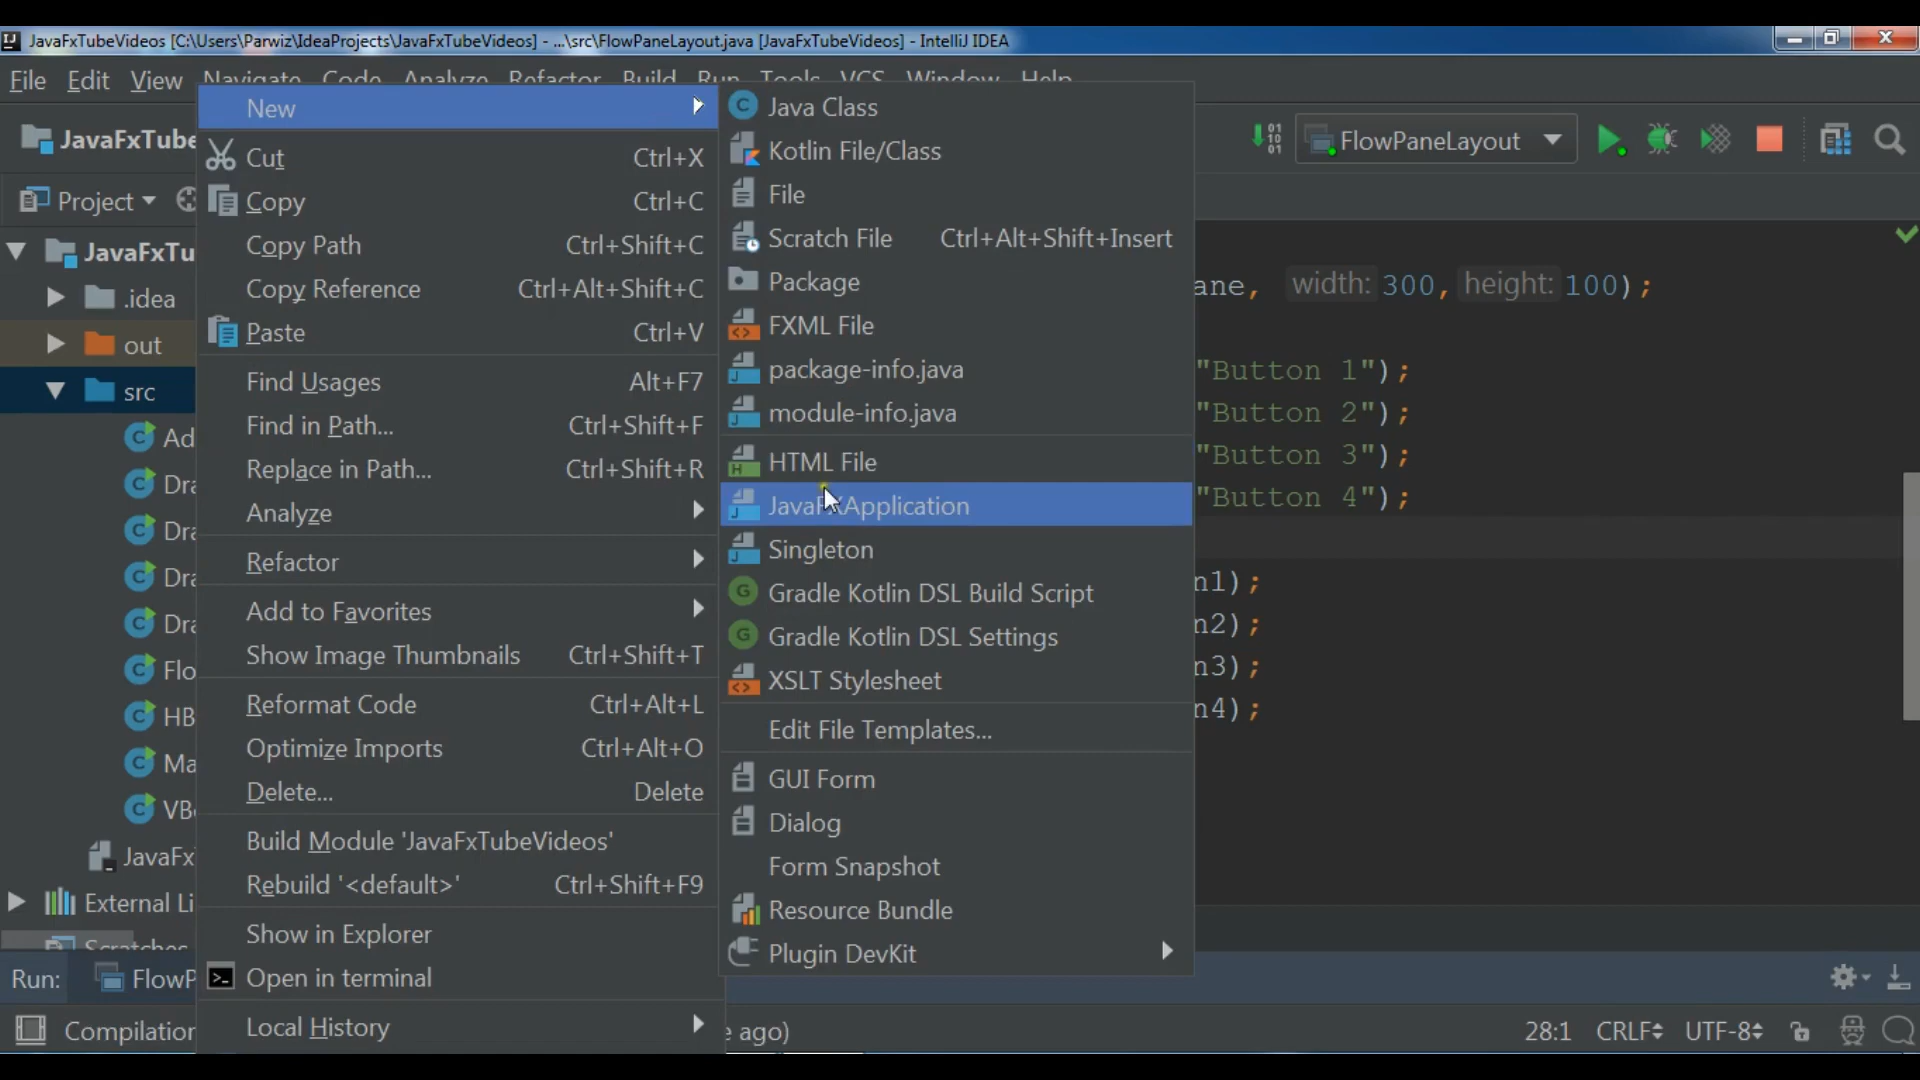 JavaFxTubeVideos [C:\Users\Parwiz\IdeaProjects\JavaFxTubeVideos] - ...\src\FlowPaneLayout.java [JavaFxTubeVideos] - IntelliJ IDEA
File Edit View Navigate Code Analyze Refactor Build Run Tools VCS Window Help
JavaFxTube
FlowPaneLayout
Project
JavaFxTu
.idea
out
src
Ad
Dra
Dra
Dra
Dra
Flo
HB
Ma
VB
JavaFx
External Li
Scratches
New
Cut Ctrl+X
Copy Ctrl+C
Copy Path Ctrl+Shift+C
Copy Reference Ctrl+Alt+Shift+C
Paste Ctrl+V
Find Usages Alt+F7
Find in Path... Ctrl+Shift+F
Replace in Path... Ctrl+Shift+R
Analyze
Refactor
Add to Favorites
Show Image Thumbnails Ctrl+Shift+T
Reformat Code Ctrl+Alt+L
Optimize Imports Ctrl+Alt+O
Delete... Delete
Build Module 'JavaFxTubeVideos'
Rebuild '<default>' Ctrl+Shift+F9
Show in Explorer
Open in terminal
Local History
Java Class
Kotlin File/Class
File
Scratch File Ctrl+Alt+Shift+Insert
Package
FXML File
package-info.java
module-info.java
HTML File
JavaFXApplication
Singleton
Gradle Kotlin DSL Build Script
Gradle Kotlin DSL Settings
XSLT Stylesheet
Edit File Templates...
GUI Form
Dialog
Form Snapshot
Resource Bundle
Plugin DevKit
ane, width: 300, height: 100);
"Button 1");
"Button 2");
"Button 3");
"Button 4");
n1);
n2);
n3);
n4);
Run: FlowP
Compilation
e ago)
28:1 CRLF UTF-8